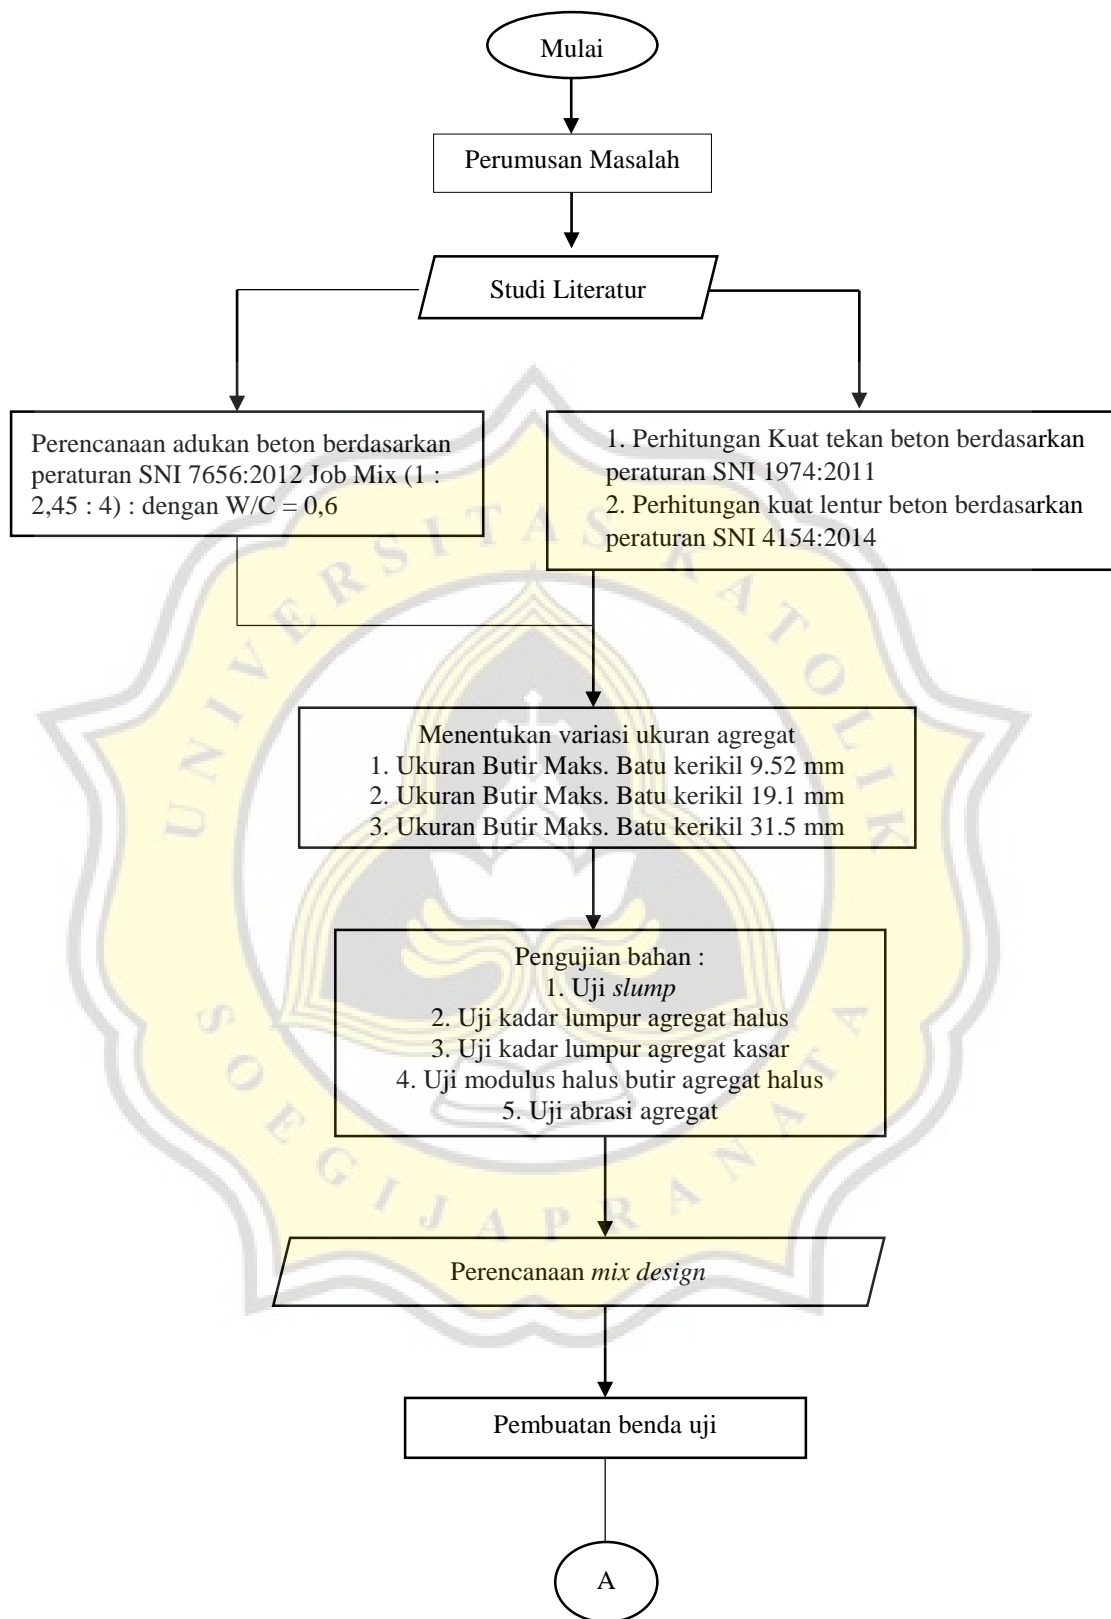 Mulai
Perumusan Masalah
Studi Literatur
Perencanaan adukan beton berdasarkan
peraturan SNI 7656:2012 Job Mix (1 :
2,45 : 4) : dengan W/C = 0,6
1. Perhitungan Kuat tekan beton berdasarkan
peraturan SNI 1974:2011
2. Perhitungan kuat lentur beton berdasarkan
peraturan SNI 4154:2014
Menentukan variasi ukuran agregat
1. Ukuran Butir Maks. Batu kerikil 9.52 mm
2. Ukuran Butir Maks. Batu kerikil 19.1 mm
3. Ukuran Butir Maks. Batu kerikil 31.5 mm
Pengujian bahan :
1. Uji slump
2. Uji kadar lumpur agregat halus
3. Uji kadar lumpur agregat kasar
4. Uji modulus halus butir agregat halus
5. Uji abrasi agregat
Perencanaan mix design
Pembuatan benda uji
A
UNIVERSITAS KATOLIK
SOEGIJAPRANATA